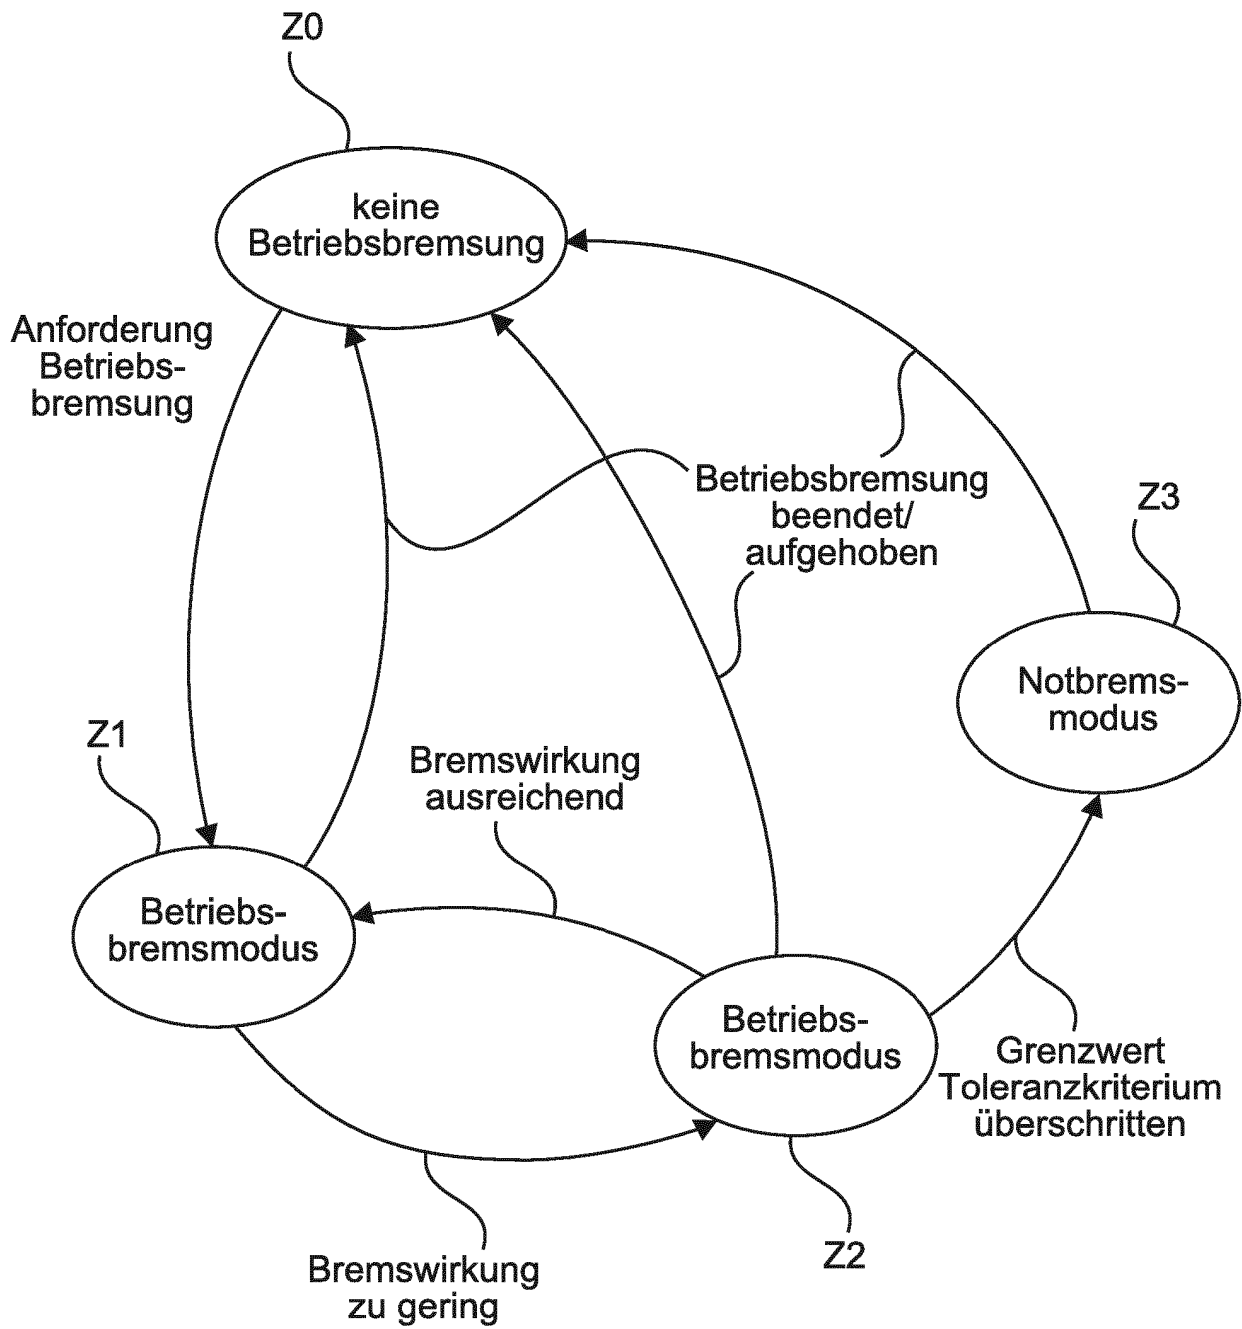 Z0
keine
Betriebsbremsung
Anforderung
Betriebs-
bremsung
Betriebsbremsung
beendet/
aufgehoben
Z3
Notbrems-
modus
Z1
Bremswirkung
ausreichend
Betriebs-
bremsmodus
Betriebs-
bremsmodus
Grenzwert
Toleranzkriterium
überschritten
Z2
Bremswirkung
zu gering